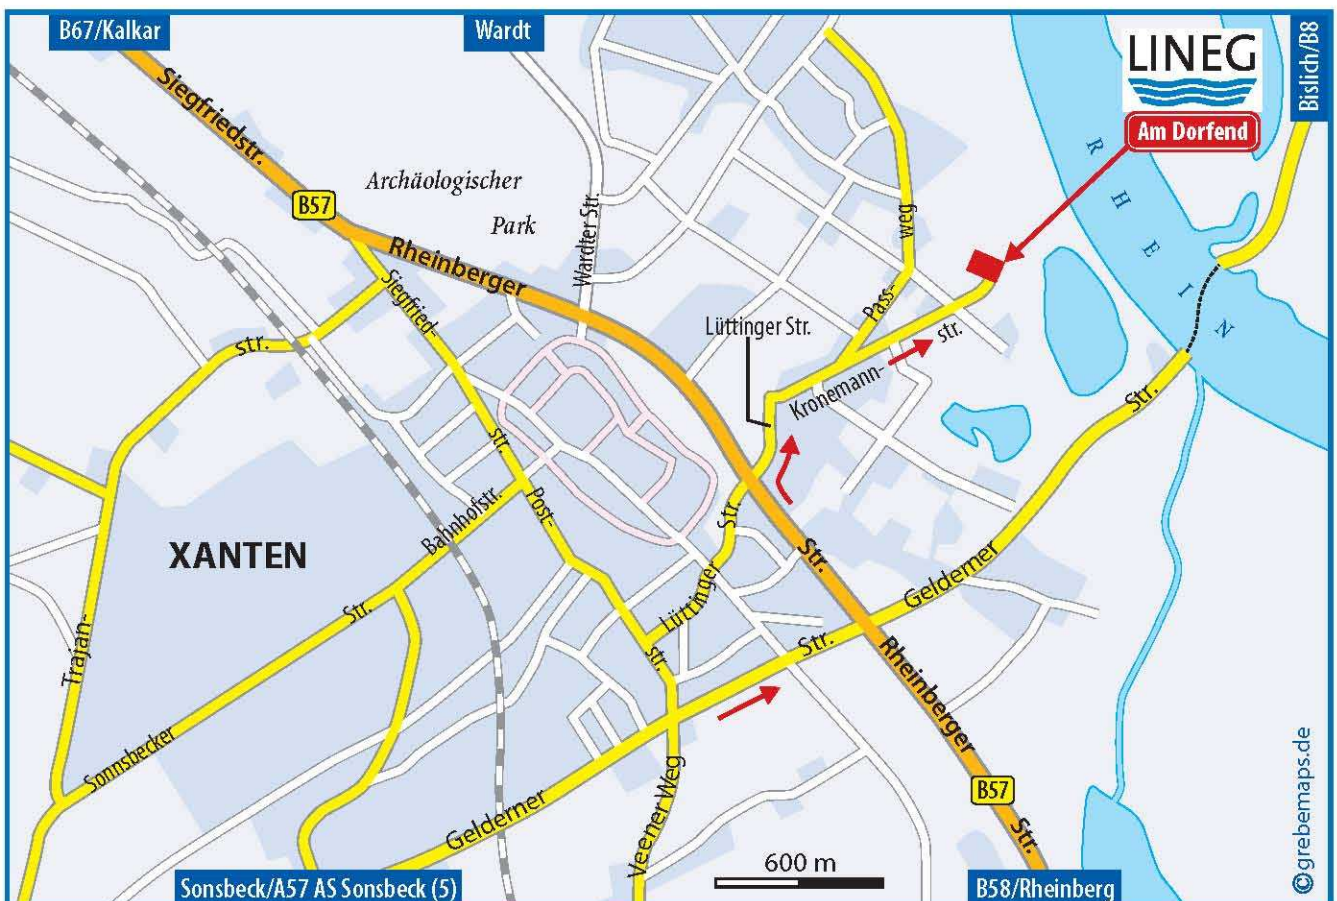 B67/Kalkar
Wardt
Bislich/B8
LINEG
Am Dorfend
Siegfriedstr.
B57
Archäologischer
Park
Rheinberger
Wardter Str.
Pass-
weg
RHEIN
Siegfried-
str.
str.
Lüttinger Str.
Kronemann-
str.
Str.
Bahnhofstr.
Post-
str.
XANTEN
Str.
Lüttinger
Str.
Str.
Gelderner
Str.
Trajan-
Sonnsbecker
Rheinberger
Gelderner
Veener Weg
B57
Str.
600 m
Sonsbeck/A57 AS Sonsbeck (5)
B58/Rheinberg
©grebemaps.de